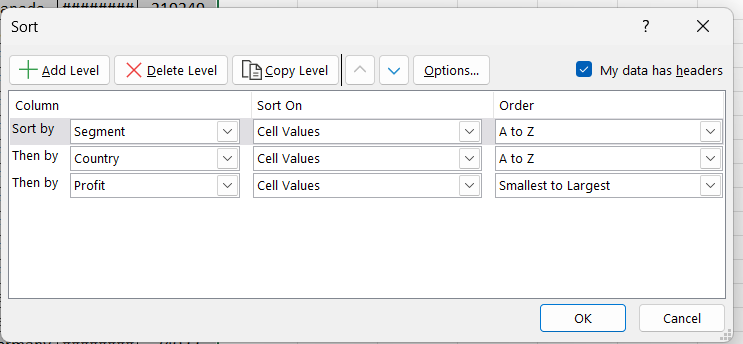 ######## 310249
Sort ? ×
Add Level Delete Level Copy Level Options... My data has headers
Column Sort On Order
Sort by Segment Cell Values A to Z
Then by Country Cell Values A to Z
Then by Profit Cell Values Smallest to Largest
OK Cancel